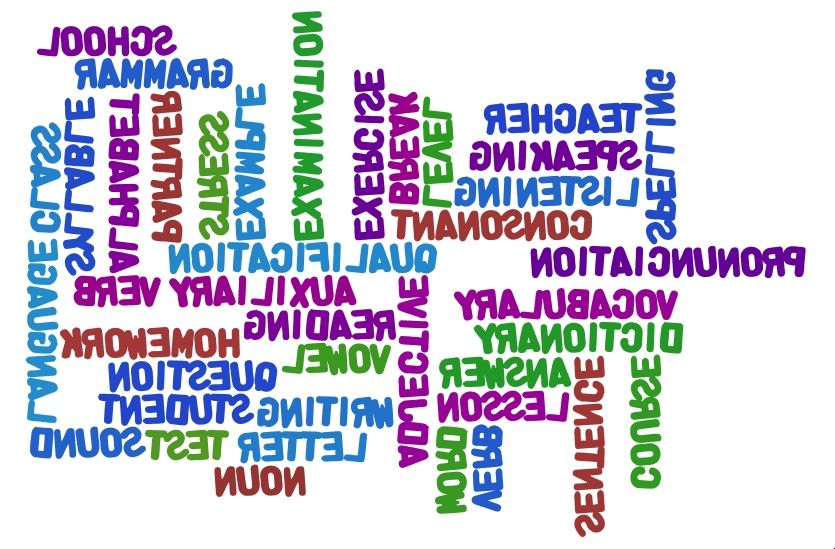 SCHOOL
GRAMMAR
LANGUAGE CLASS
SYLLABLE
ALPHABET
PARTNER
STRESS
EXAMPLE
EXAMINATION
EXERCISE
BREAK
LEVEL
TEACHER
SPEAKING
LISTENING
SPELLING
CONSONANT
QUALIFICATION
PRONUNCIATION
AUXILIARY VERB
READING
ADJECTIVE
VOCABULARY
DICTIONARY
HOMEWORK
VOWEL
QUESTION
ANSWER
SENTENCE
COURSE
STUDENT
WRITING
LESSON
SOUND
TEST
LETTER
WORD
VERB
NOUN